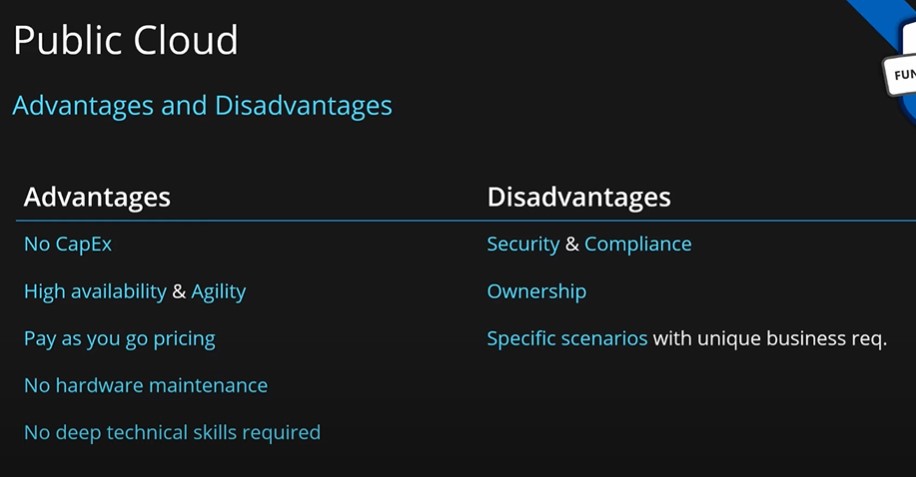 Public Cloud
Advantages and Disadvantages
Advantages
Disadvantages
No CapEx
Security & Compliance
High availability & Agility
Ownership
Pay as you go pricing
Specific scenarios with unique business req.
No hardware maintenance
No deep technical skills required